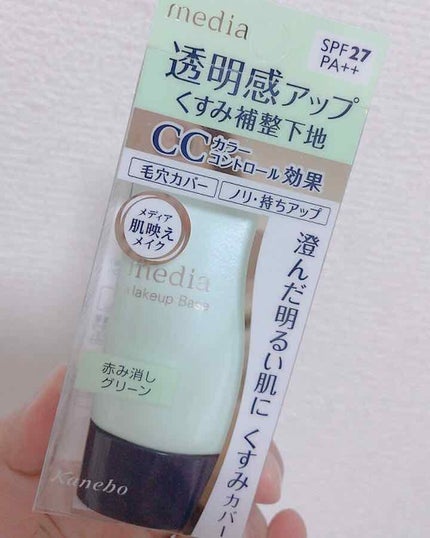 media
SPF27
PA++
透明感アップ
くすみ補整下地
CCカラーコントロール効果
毛穴カバー
ノリ・持ちアップ
メディア
肌映え
メイク
media
Makeup Base
澄んだ明るい肌に くすみカバー
赤み消し
グリーン
Kanebo